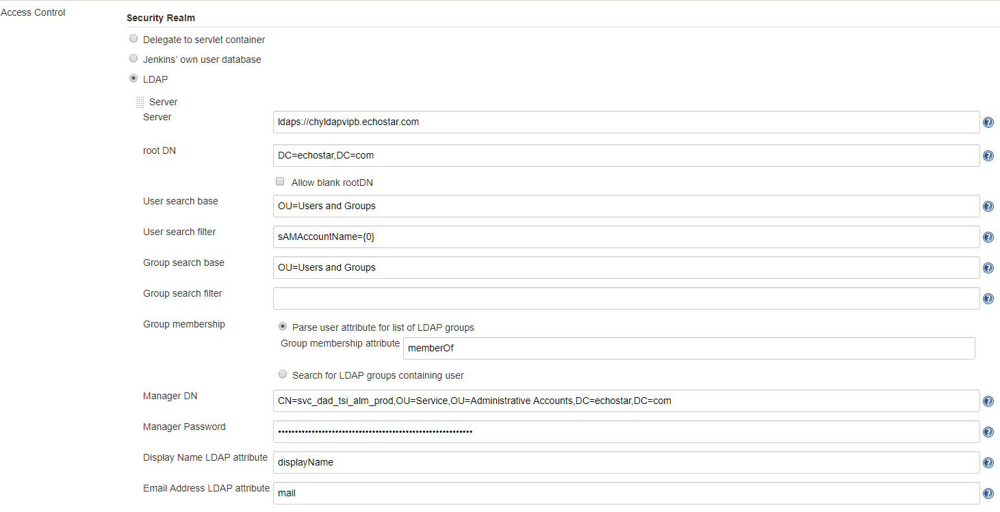 Access Control
Security Realm
Delegate to servlet container
Jenkins' own user database
LDAP
Server
Server
ldaps://chyldapvipb.echostar.com
root DN
DC=echostar,DC=com
Allow blank rootDN
User search base
OU=Users and Groups
User search filter
sAMAccountName={0}
Group search base
OU=Users and Groups
Group search filter
Group membership
Parse user attribute for list of LDAP groups
Group membership attribute
memberOf
Search for LDAP groups containing user
Manager DN
CN=svc_dad_tsi_alm_prod,OU=Service,OU=Administrative Accounts,DC=echostar,DC=com
Manager Password
Display Name LDAP attribute
displayName
Email Address LDAP attribute
mail